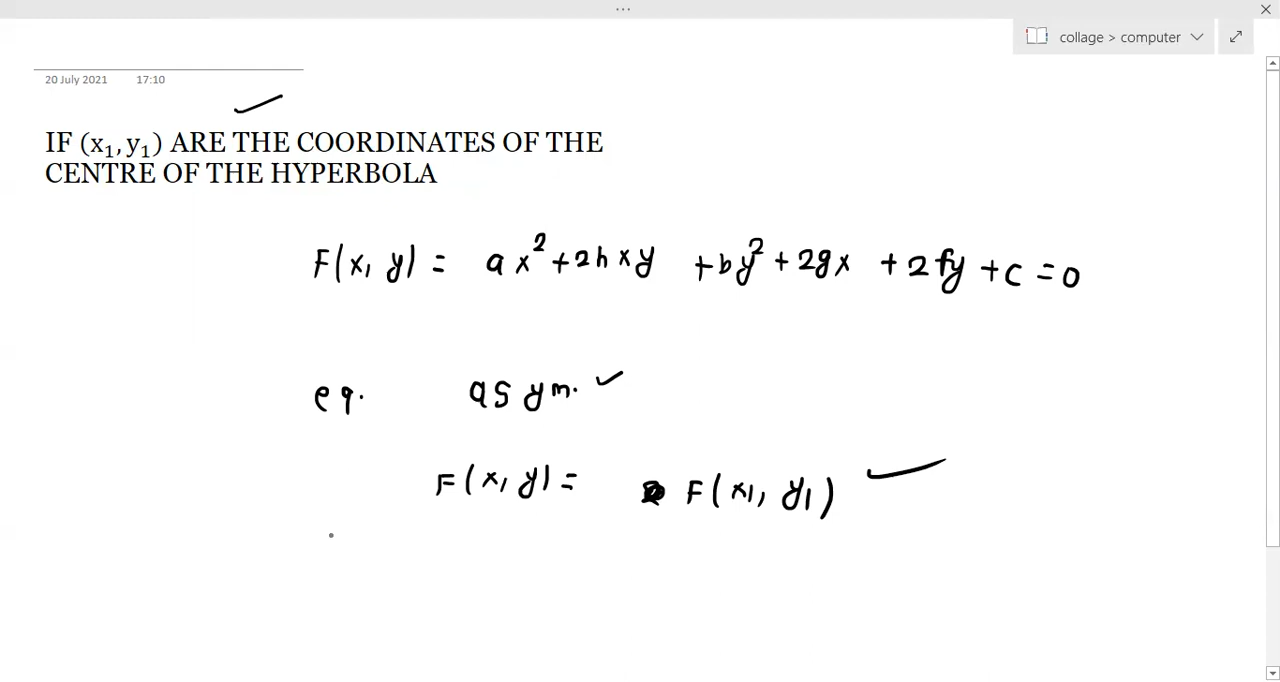 collage > computer
20 July 2021 17:10
IF (x₁, y₁) ARE THE COORDINATES OF THE
CENTRE OF THE HYPERBOLA
F(x, y) = ax² + 2hxy + by² + 2gx + 2fy + c = 0
eq. asym.
F(x, y) = F(x₁, y₁)